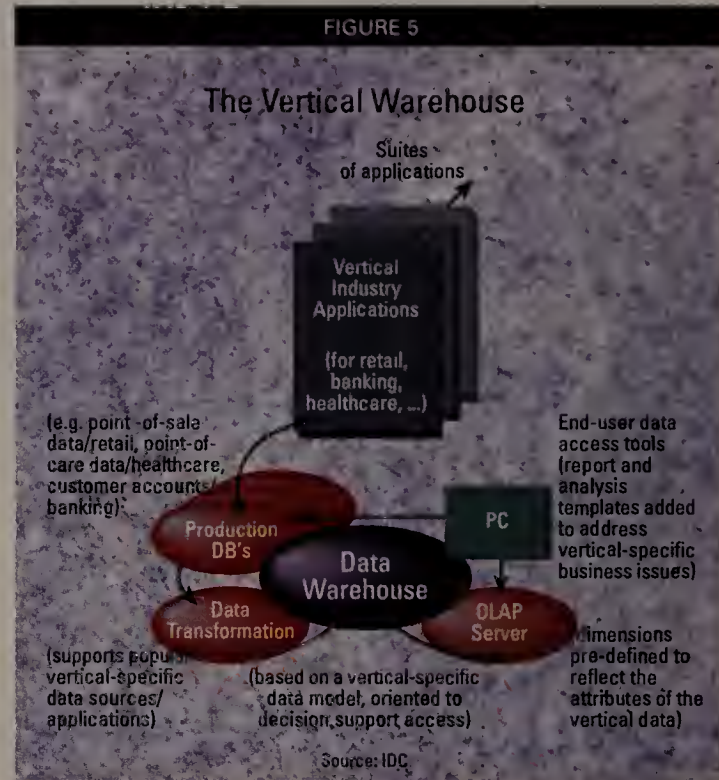 FIGURE 5
The Vertical Warehouse
Suites
of applications
Vertical
Industry
Applications
(for retail,
banking,
healthcare, ...)
(e.g. point -of-sale
data/retail, point-of-
care data/healthcare,
customer accounts/
banking)
Production
DB's
PC
End-user data
access tools
(report and
analysis
templates added
to address
vertical-specific
business issues)
Data
Warehouse
Data
Transformation
OLAP
Server
(supports
vertical-specific
data sources/
applications)
(based on a vertical-specific
data model, oriented to
decision support access)
dimensions
pre-defined to
reflect the
attributes of the
vertical data)
Source: IDC